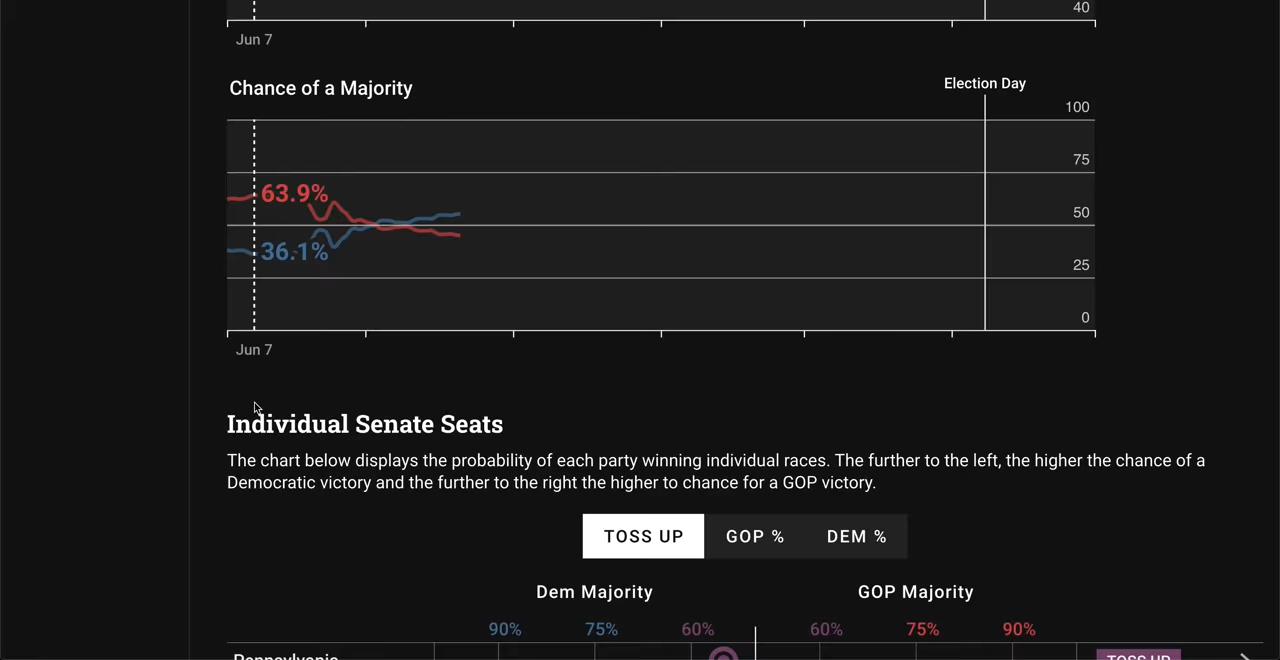 40
Jun 7
Chance of a Majority
Election Day
100
75
63.9%
50
36.1%
25
0
Jun 7
Individual Senate Seats
The chart below displays the probability of each party winning individual races. The further to the left, the higher the chance of a
Democratic victory and the further to the right the higher to chance for a GOP victory.
TOSS UP GOP % DEM %
Dem Majority GOP Majority
90% 75% 60% 60% 75% 90%
Pennsylvania TOSS UP